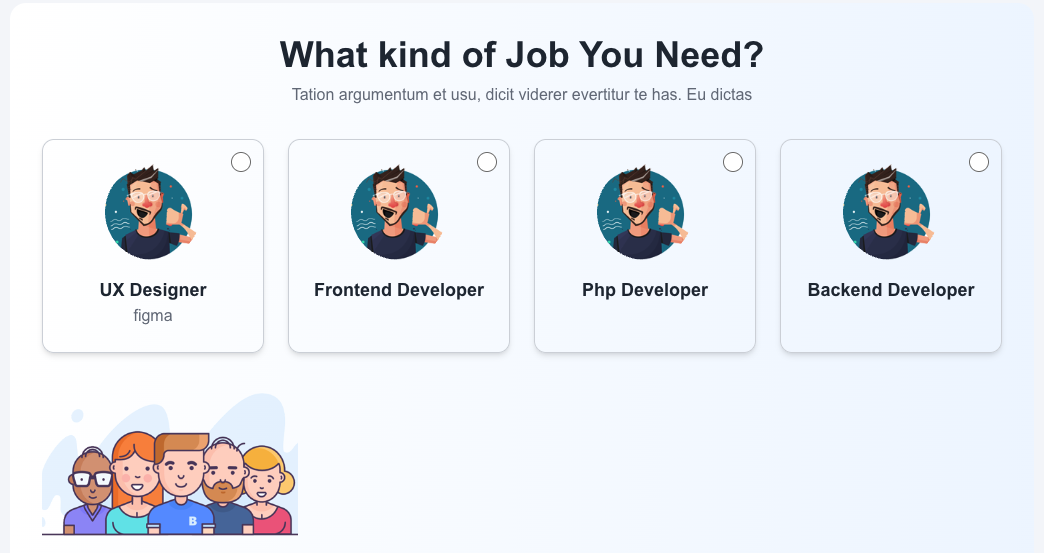 What kind of Job You Need?
Tation argumentum et usu, dicit viderer evertitur te has. Eu dictas
UX Designer
figma
Frontend Developer
Php Developer
Backend Developer
B